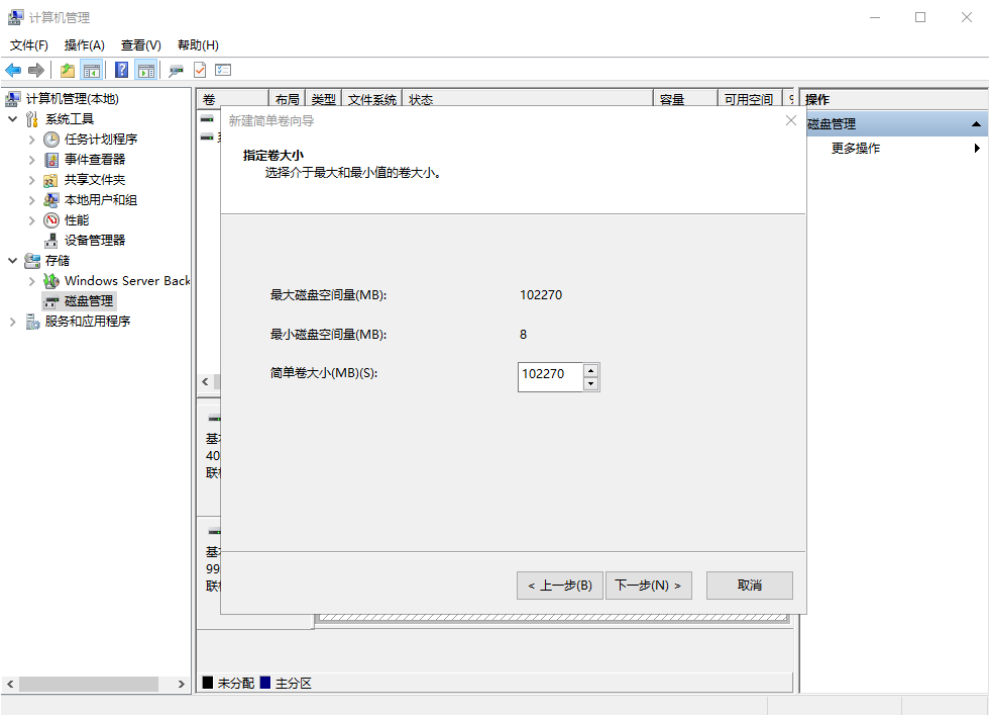 计算机管理
文件(F) 操作(A) 查看(V) 帮助(H)
计算机管理(本地)
系统工具
任务计划程序
事件查看器
共享文件夹
本地用户和组
性能
设备管理器
存储
Windows Server Back
磁盘管理
服务和应用程序
卷 布局 类型 文件系统 状态 容量 可用空间
新建简单卷向导
指定卷大小
选择介于最大和最小值的卷大小。
最大磁盘空间量(MB): 102270
最小磁盘空间量(MB): 8
简单卷大小(MB)(S): 102270
< 上一步(B) 下一步(N) > 取消
基
40
联
基
99
联
未分配 主分区
操作
磁盘管理
更多操作